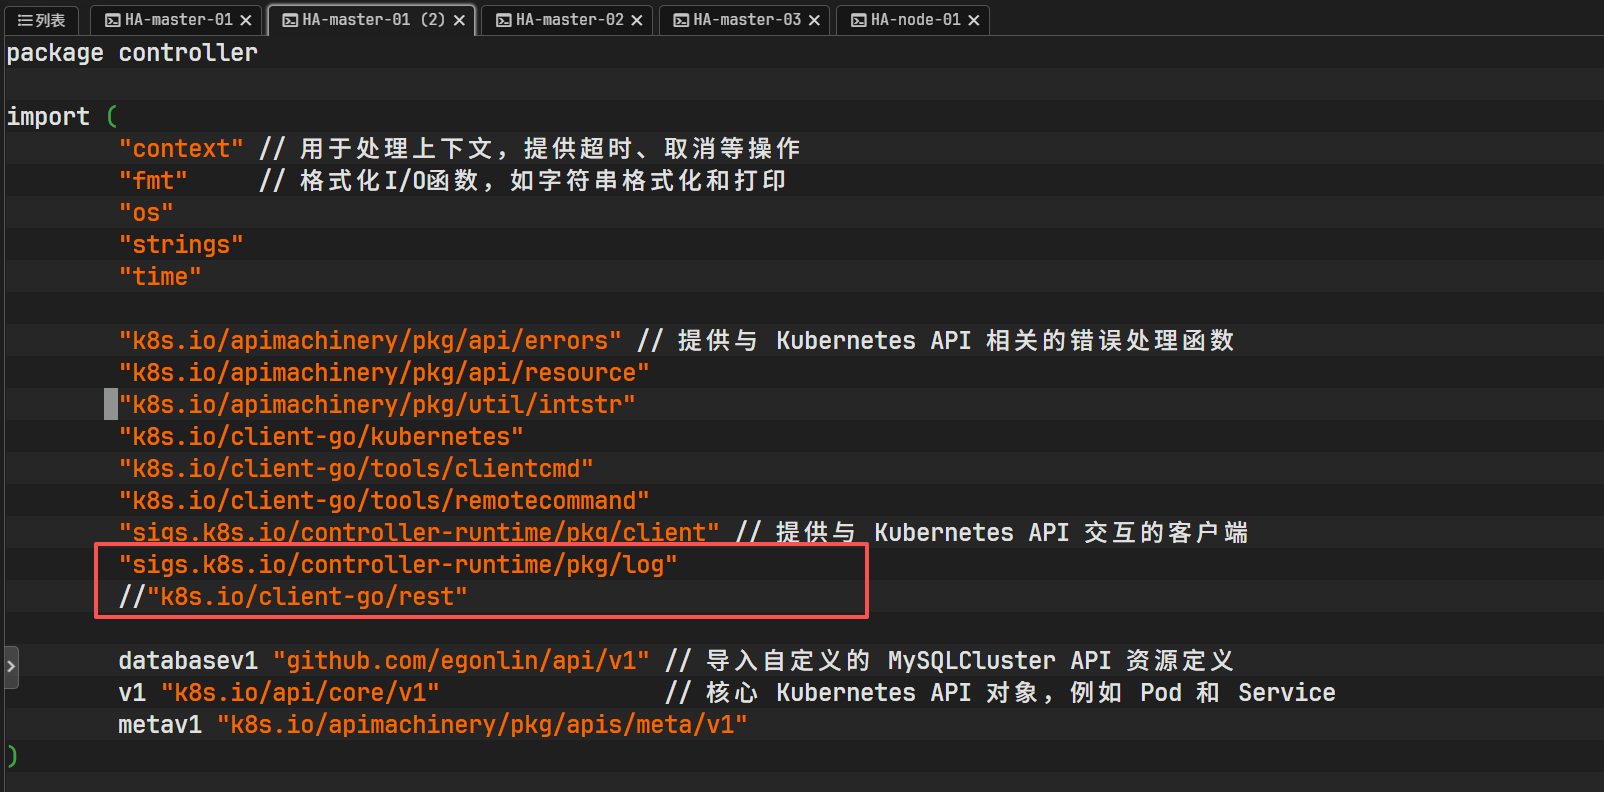 列表 HA-master-01 HA-master-01 (2) HA-master-02 HA-master-03 HA-node-01
package controller
import (
"context" // 用于处理上下文，提供超时、取消等操作
"fmt" // 格式化I/O函数，如字符串格式化和打印
"os"
"strings"
"time"
"k8s.io/apimachinery/pkg/api/errors" // 提供与 Kubernetes API 相关的错误处理函数
"k8s.io/apimachinery/pkg/api/resource"
"k8s.io/apimachinery/pkg/util/intstr"
"k8s.io/client-go/kubernetes"
"k8s.io/client-go/tools/clientcmd"
"k8s.io/client-go/tools/remotecommand"
"sigs.k8s.io/controller-runtime/pkg/client" // 提供与 Kubernetes API 交互的客户端
"sigs.k8s.io/controller-runtime/pkg/log"
//"k8s.io/client-go/rest"
databasev1 "github.com/egonlin/api/v1" // 导入自定义的 MySQLCluster API 资源定义
v1 "k8s.io/api/core/v1" // 核心 Kubernetes API 对象，例如 Pod 和 Service
metav1 "k8s.io/apimachinery/pkg/apis/meta/v1"
)